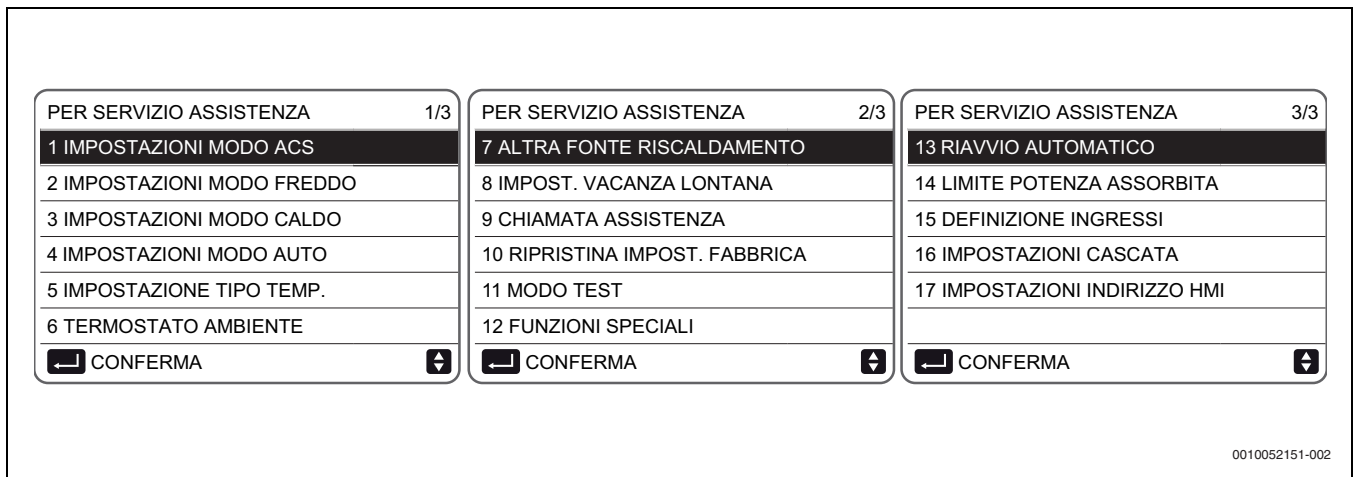 PER SERVIZIO ASSISTENZA 1/3
1 IMPOSTAZIONI MODO ACS
2 IMPOSTAZIONI MODO FREDDO
3 IMPOSTAZIONI MODO CALDO
4 IMPOSTAZIONI MODO AUTO
5 IMPOSTAZIONE TIPO TEMP.
6 TERMOSTATO AMBIENTE
CONFERMA
PER SERVIZIO ASSISTENZA 2/3
7 ALTRA FONTE RISCALDAMENTO
8 IMPOST. VACANZA LONTANA
9 CHIAMATA ASSISTENZA
10 RIPRISTINA IMPOST. FABBRICA
11 MODO TEST
12 FUNZIONI SPECIALI
CONFERMA
PER SERVIZIO ASSISTENZA 3/3
13 RIAVVIO AUTOMATICO
14 LIMITE POTENZA ASSORBITA
15 DEFINIZIONE INGRESSI
16 IMPOSTAZIONI CASCATA
17 IMPOSTAZIONI INDIRIZZO HMI
CONFERMA
0010052151-002